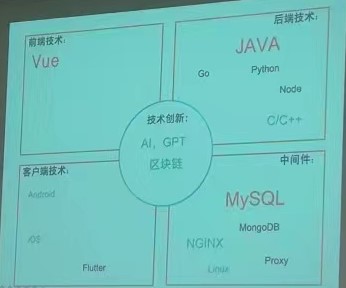 前端技术:
Vue
后端技术:
JAVA
Go
Python
Node
C/C++
技术创新:
AI, GPT
区块链
客户端技术:
Android
iOS
Flutter
中间件:
MySQL
MongoDB
NGINX
Proxy
Linux